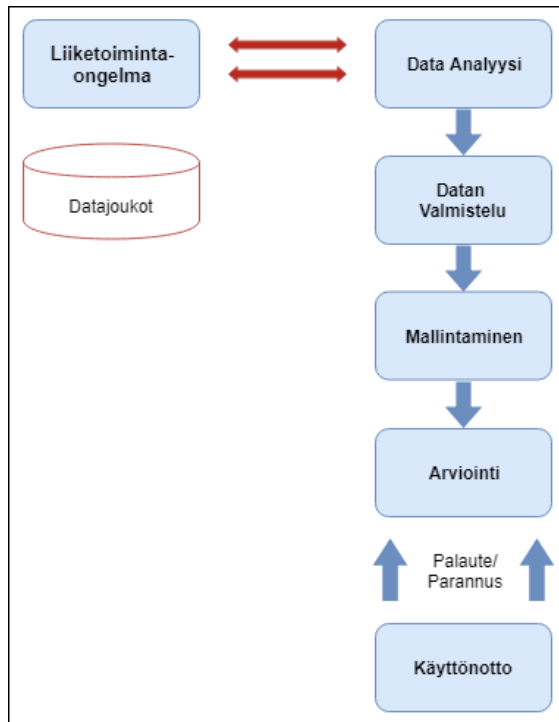 Liiketoiminta-
ongelma
Data Analyysi
Datajoukot
Datan
Valmistelu
Mallintaminen
Arviointi
Palaute/
Parannus
Käyttönotto